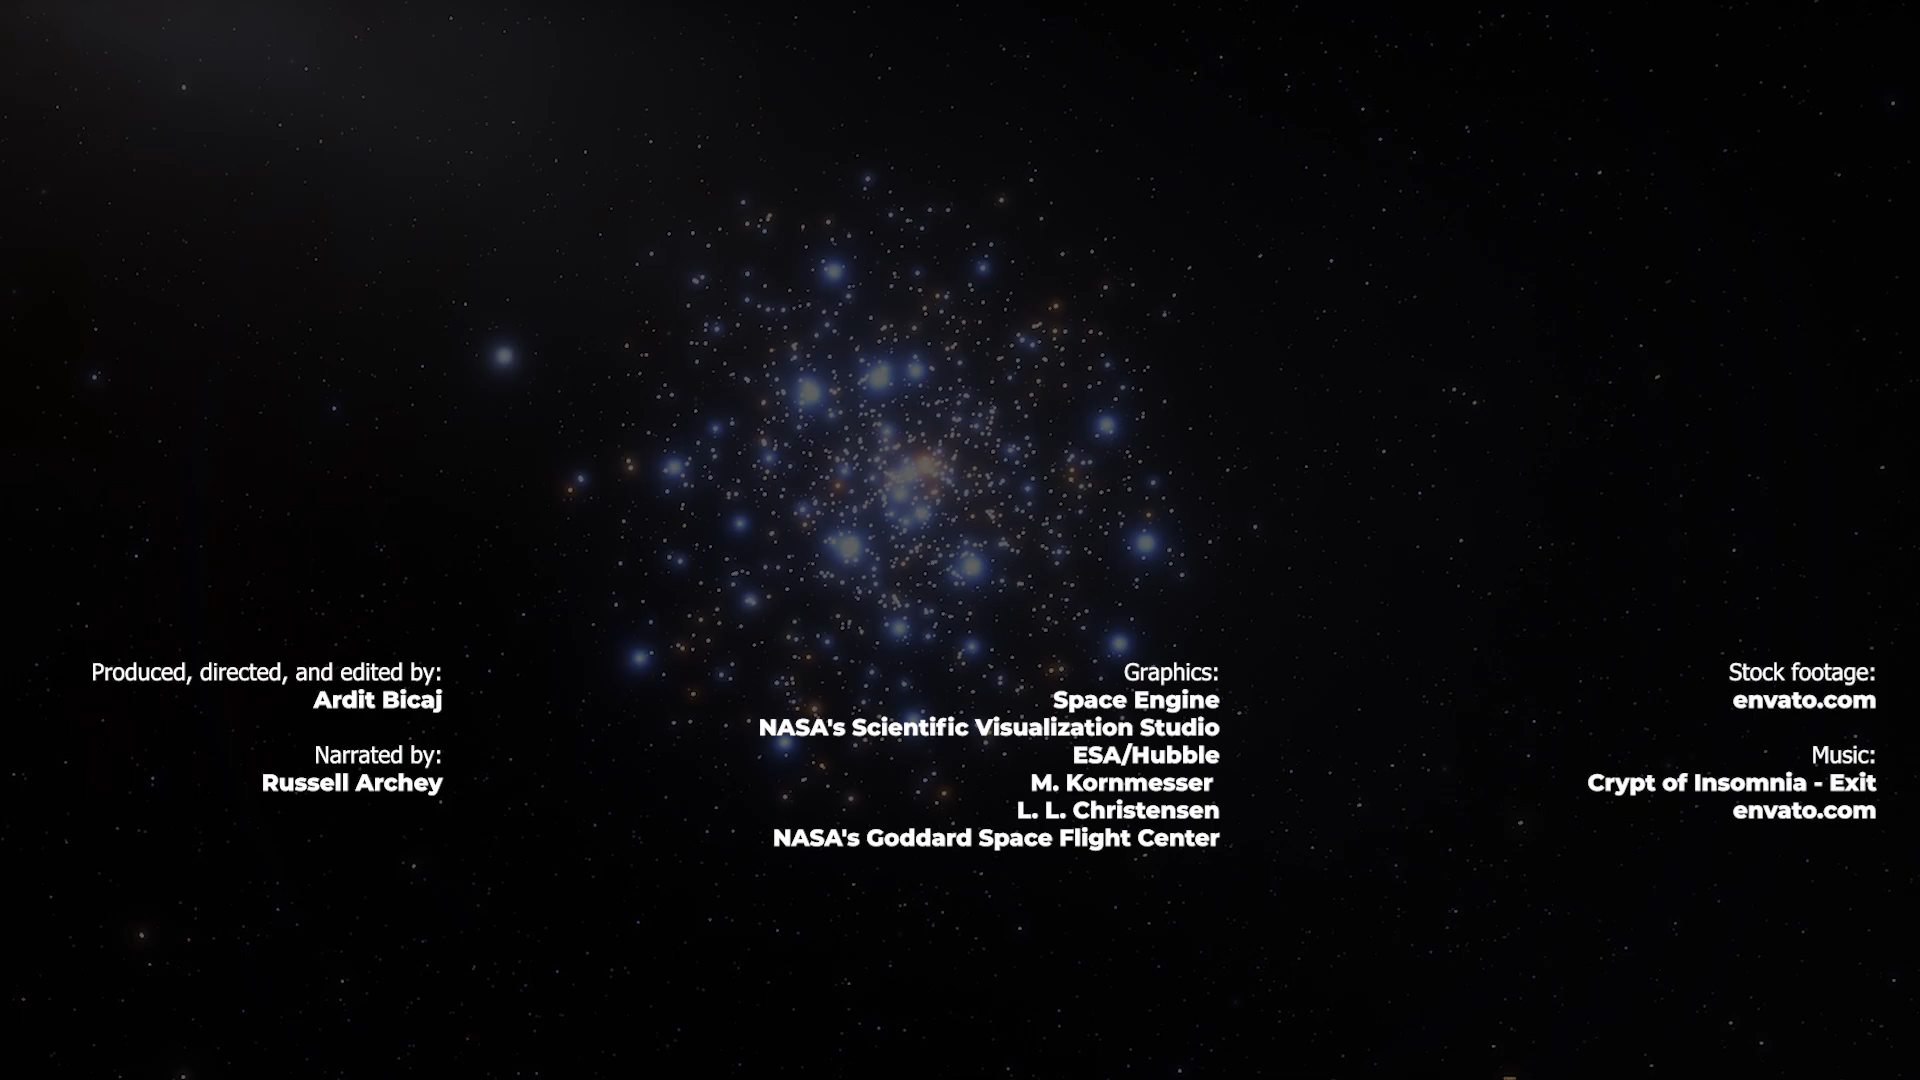 Produced, directed, and edited by:
Ardit Bicaj
Narrated by:
Russell Archey
Graphics:
Space Engine
NASA's Scientific Visualization Studio
ESA/Hubble
M. Kornmesser
L. L. Christensen
NASA's Goddard Space Flight Center
Stock footage:
envato.com
Music:
Crypt of Insomnia - Exit
envato.com